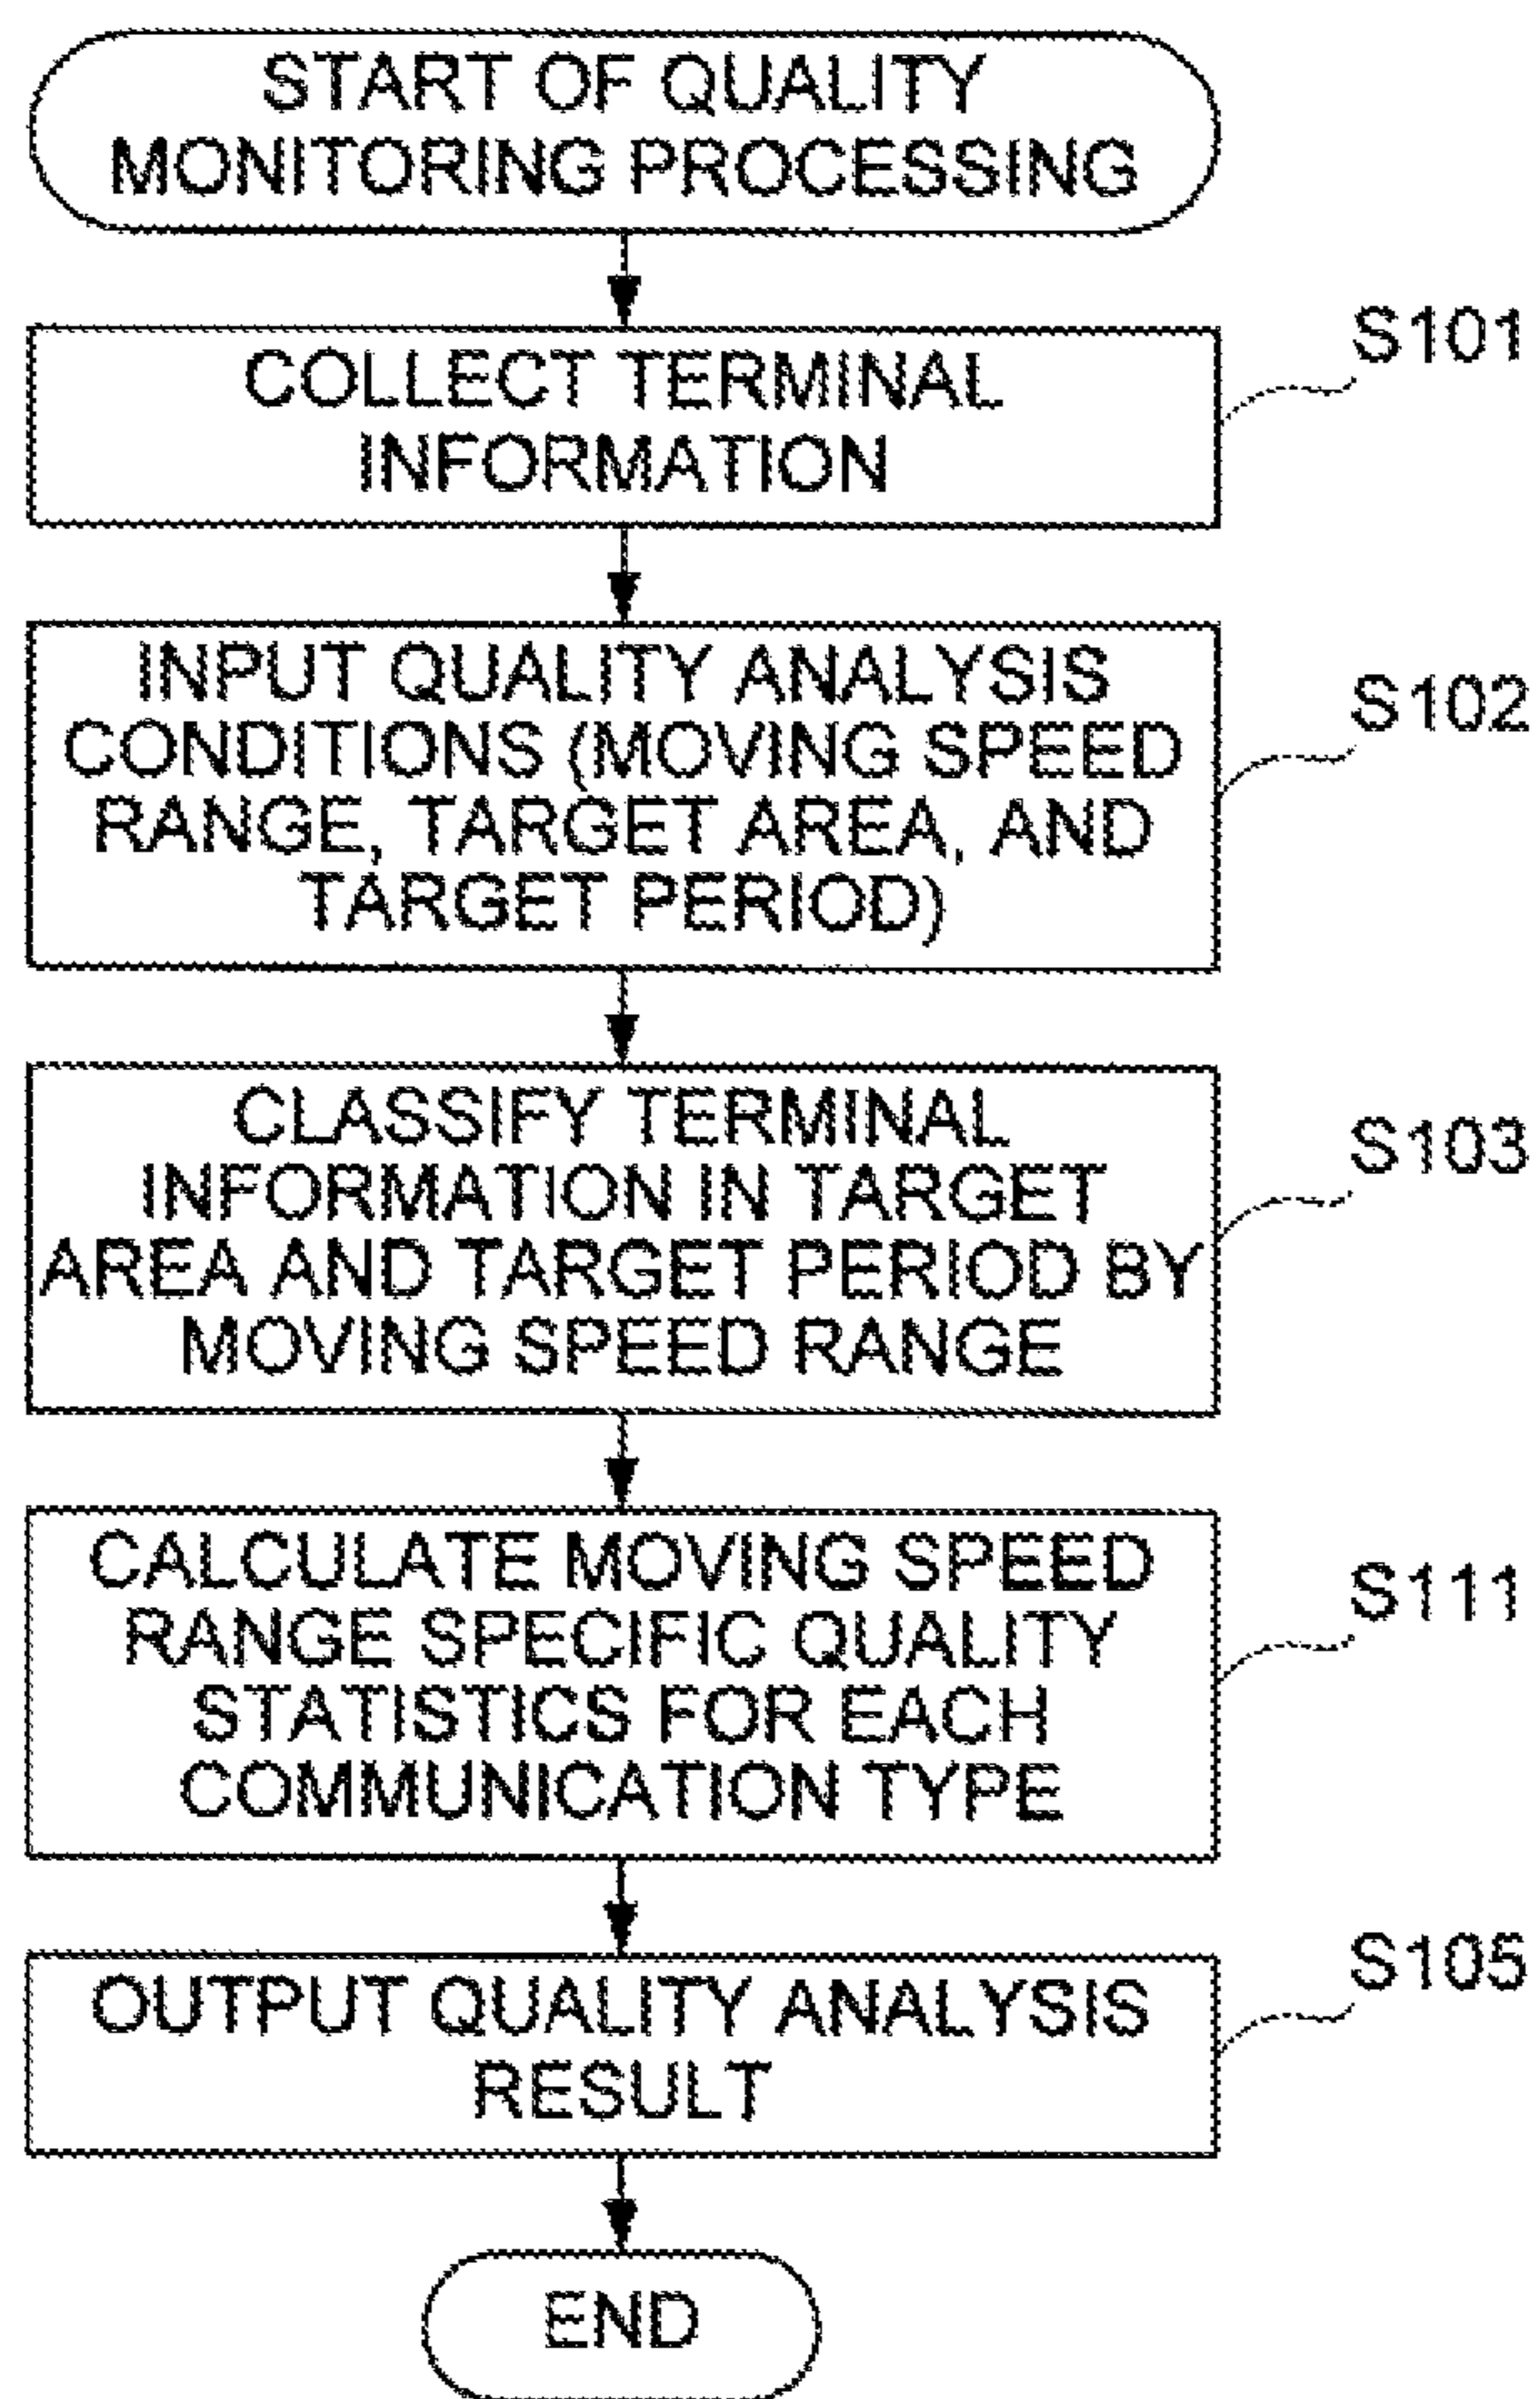 START OF QUALITY
MONITORING PROCESSING
S101
COLLECT TERMINAL
INFORMATION
S102
INPUT QUALITY ANALYSIS
CONDITIONS (MOVING SPEED
RANGE, TARGET AREA, AND
TARGET PERIOD)
S103
CLASSIFY TERMINAL
INFORMATION IN TARGET
AREA AND TARGET PERIOD BY
MOVING SPEED RANGE
S111
CALCULATE MOVING SPEED
RANGE SPECIFIC QUALITY
STATISTICS FOR EACH
COMMUNICATION TYPE
S105
OUTPUT QUALITY ANALYSIS
RESULT
END